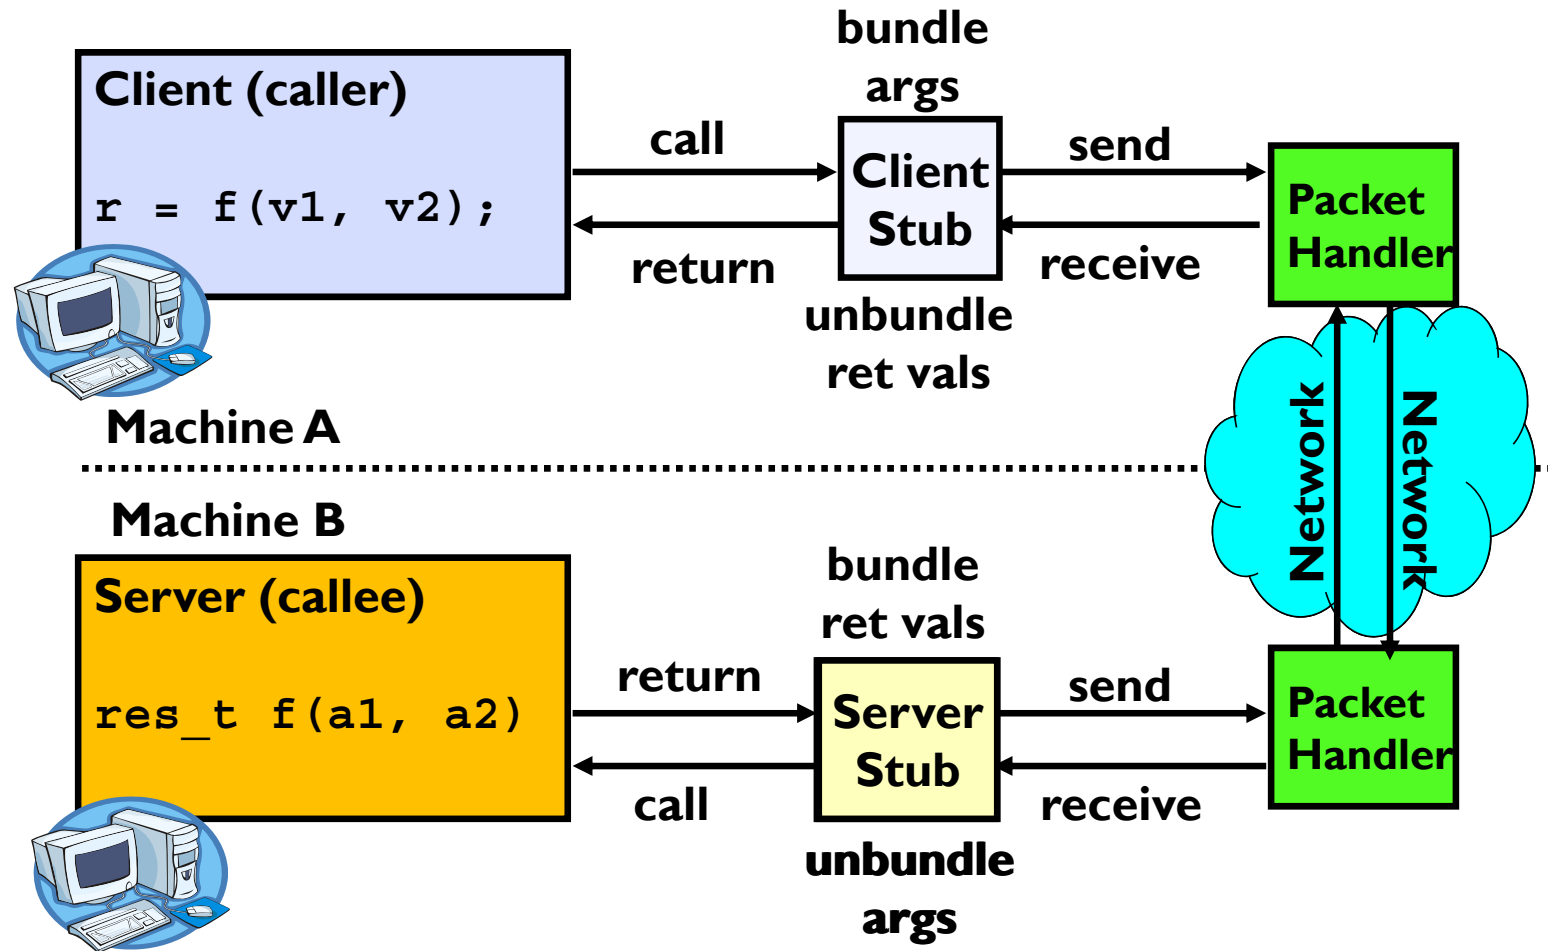 bundle
args
Client (caller)
r = f(v1, v2);
call
return
Client
Stub
unbundle
ret vals
send
receive
Packet
Handler
Machine A
Network
Network
Machine B
Server (callee)
res_t f(a1, a2)
bundle
ret vals
return
call
Server
Stub
unbundle
args
send
receive
Packet
Handler